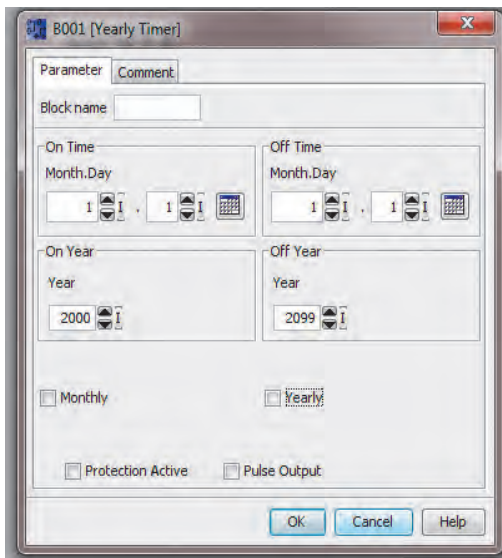 B001 [Yearly Timer]
Parameter Comment
Block name
On Time
Month.Day
1 . 1
Off Time
Month.Day
1 . 1
On Year
Year
2000
Off Year
Year
2099
Monthly
Yearly
Protection Active
Pulse Output
OK Cancel Help